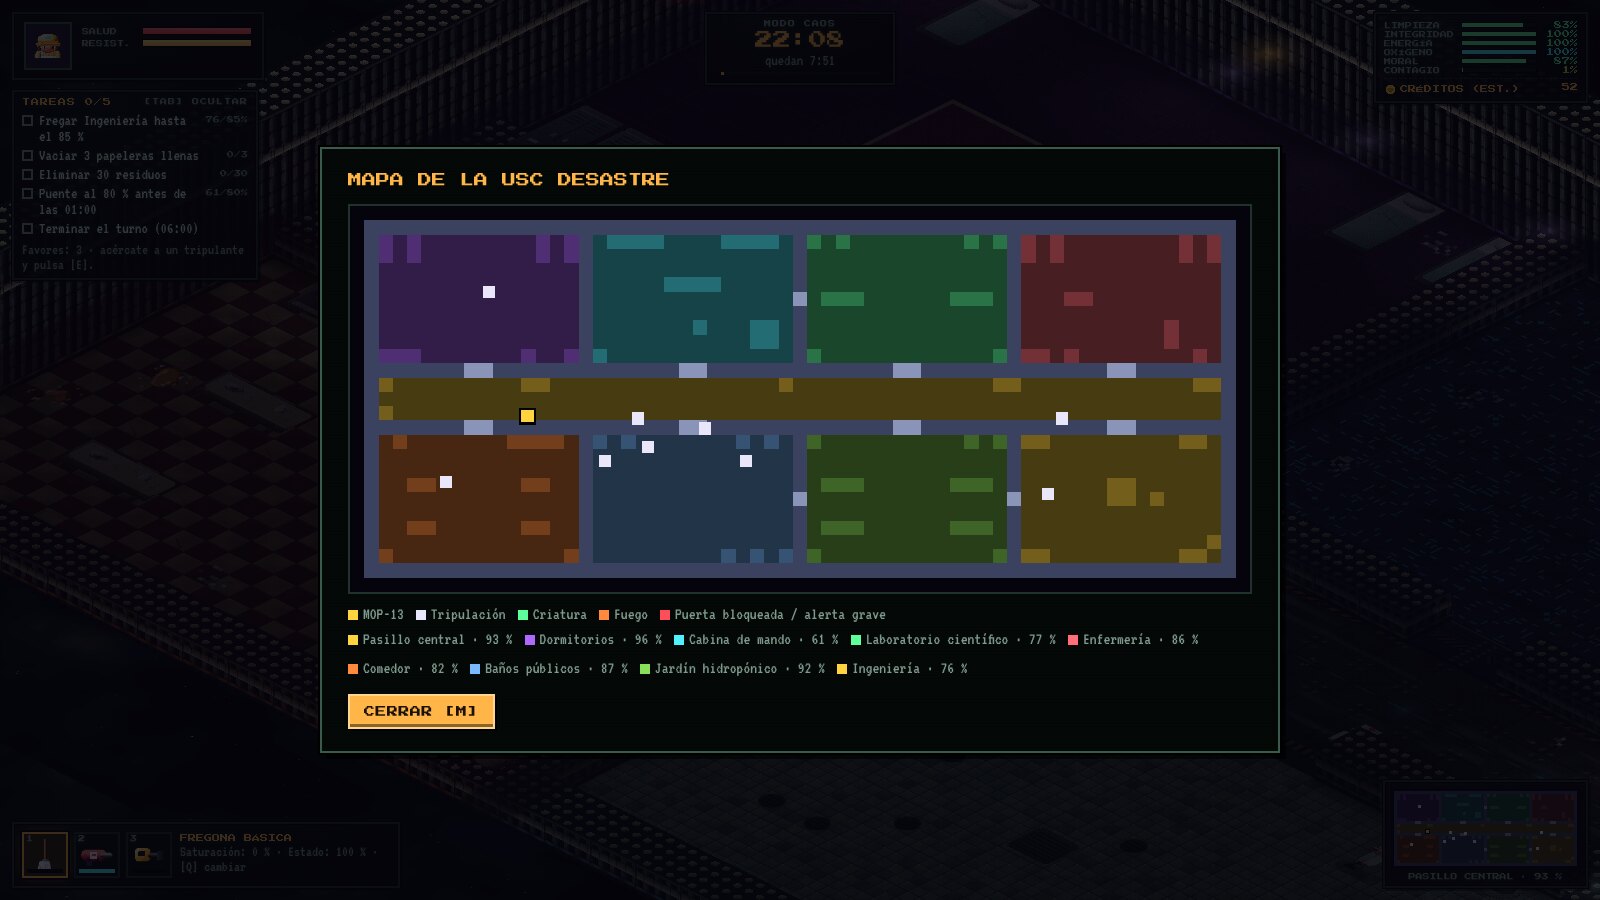 SALUD
RESIST.
TAREAS 0/5 [TAB] OCULTAR
Fregar Ingeniería hasta el 85 % 76/85%
Vaciar 3 papeleras llenas 0/3
Eliminar 30 residuos 0/30
Puente al 80 % antes de las 01:00 61/80%
Terminar el turno (06:00)
Favores: 3 · acércate a un tripulante
y pulsa [E].
MODO CAOS
22:08
quedan 7:51
LIMPIEZA 83%
INTEGRIDAD 100%
ENERGíA 100%
OXíGENO 100%
MORAL 87%
CONTAGIO 1%
CRéDITOS (EST.) 52
MAPA DE LA USC DESASTRE
MOP-13 Tripulación Criatura Fuego Puerta bloqueada / alerta grave
Pasillo central · 93 % Dormitorios · 96 % Cabina de mando · 61 % Laboratorio científico · 77 % Enfermería · 86 %
Comedor · 82 % Baños públicos · 87 % Jardín hidropónico · 92 % Ingeniería · 76 %
CERRAR [M]
1 2 3
FREGONA BáSICA
Saturación: 0 % · Estado: 100 % ·
[Q] cambiar
PASILLO CENTRAL · 93 %